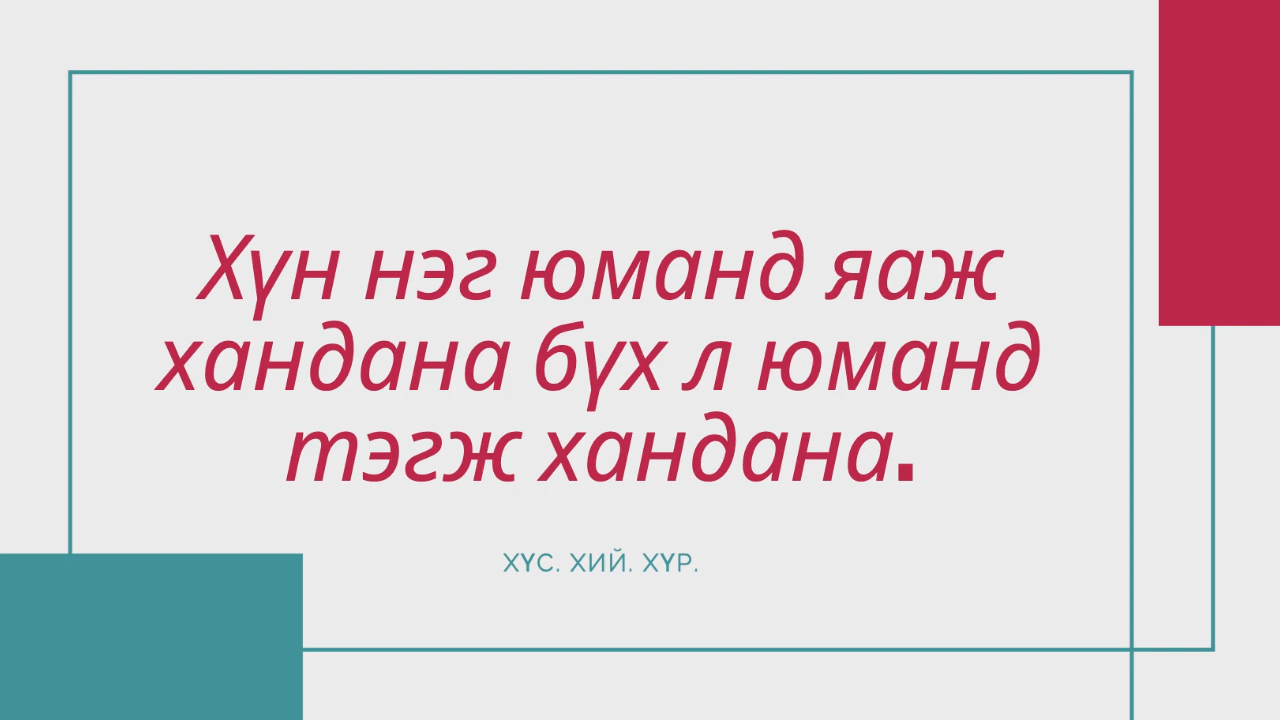 Хүн нэг юманд яаж
хандана бүх л юманд
тэгж хандана.
ХҮС. ХИЙ. ХҮР.